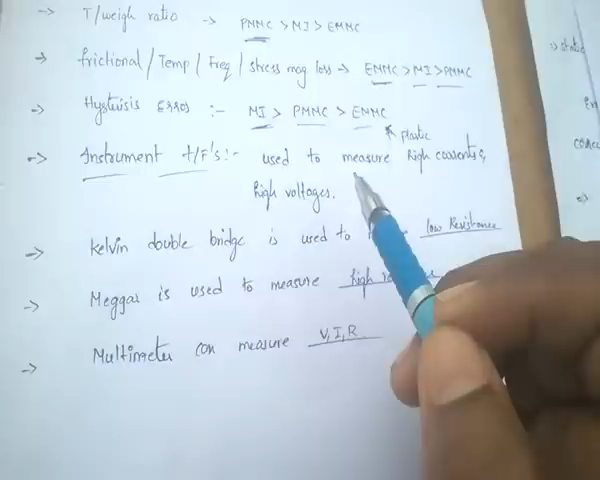 -> T/weigh ratio -> PMMC > MI > EMMC
-> frictional / Temp / Freq / stress mag loss -> EMMC > MI > PMMC
-> Hysterisis Error :- MI > PMMC > EMMC
plastic
-> Instrument t/F's :- used to measure high currents &
high voltages.
-> Kelvin double bridge is used to low Resistance
-> Meggar is used to measure high
-> Multimeter can measure V, I, R